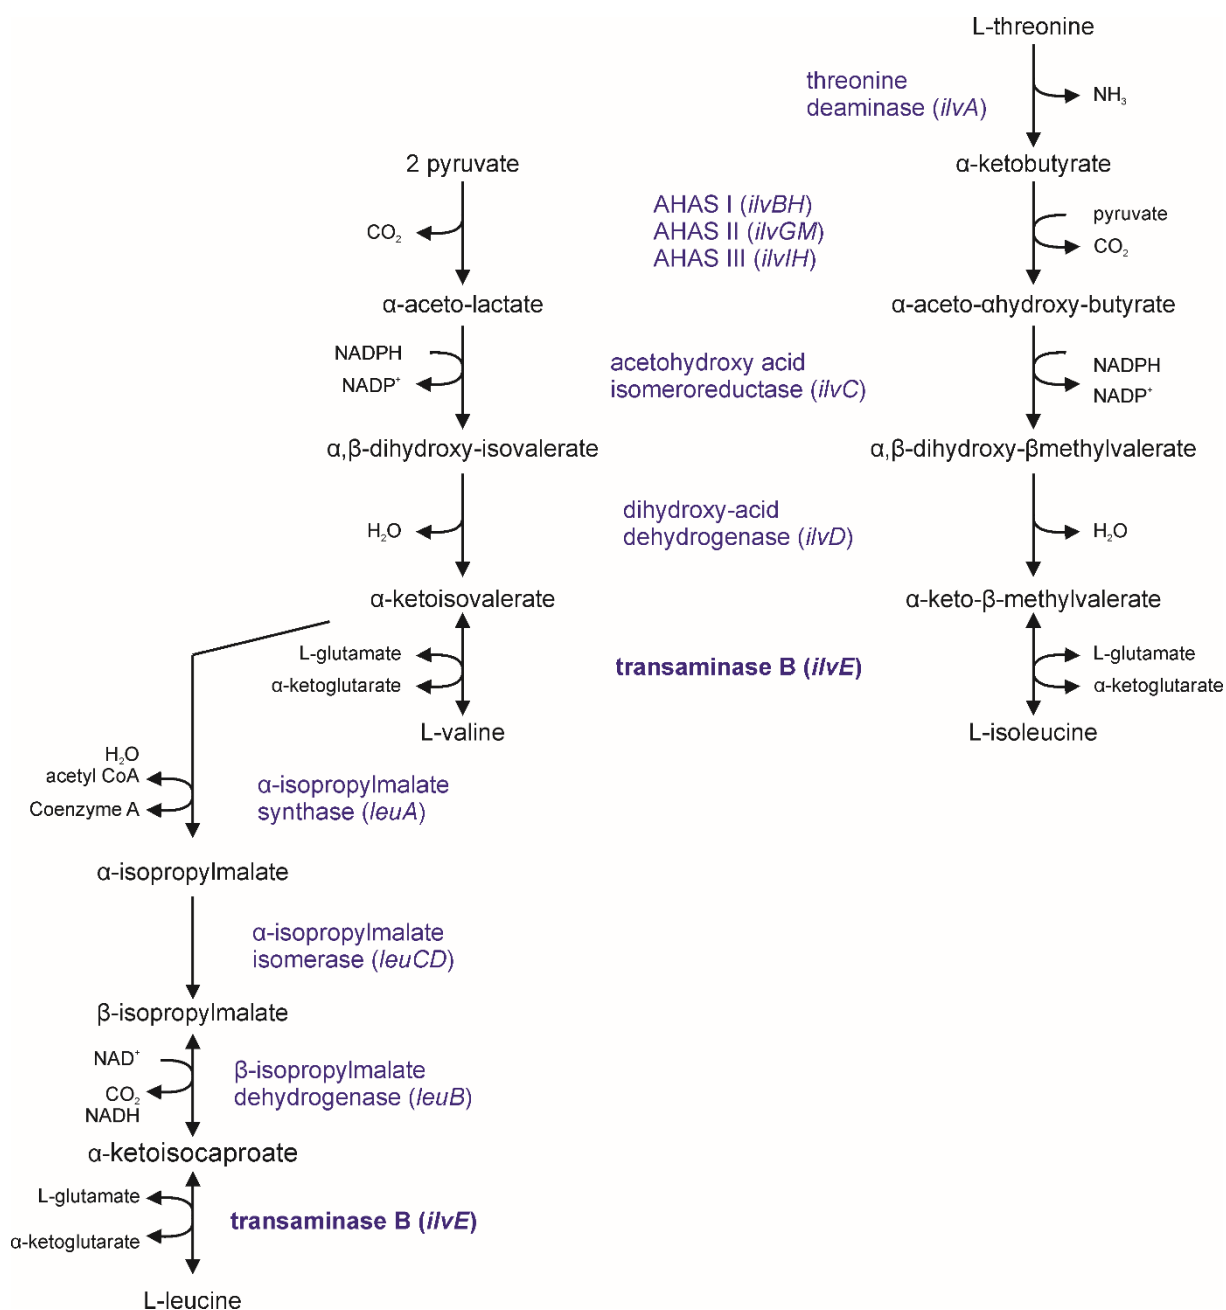 L-threonine
threonine
deaminase (ilvA)
NH₃
2 pyruvate
α-ketobutyrate
CO₂
AHAS I (ilvBH)
AHAS II (ilvGM)
AHAS III (ilvIH)
pyruvate
CO₂
α-aceto-lactate
α-aceto-αhydroxy-butyrate
NADPH
NADP⁺
acetohydroxy acid
isomeroreductase (ilvC)
NADPH
NADP⁺
α,β-dihydroxy-isovalerate
α,β-dihydroxy-βmethylvalerate
H₂O
dihydroxy-acid
dehydrogenase (ilvD)
H₂O
α-ketoisovalerate
α-keto-β-methylvalerate
L-glutamate
α-ketoglutarate
transaminase B (ilvE)
L-glutamate
α-ketoglutarate
L-valine
L-isoleucine
H₂O
acetyl CoA
Coenzyme A
α-isopropylmalate
synthase (leuA)
α-isopropylmalate
α-isopropylmalate
isomerase (leuCD)
β-isopropylmalate
NAD⁺
CO₂
NADH
β-isopropylmalate
dehydrogenase (leuB)
α-ketoisocaproate
L-glutamate
α-ketoglutarate
transaminase B (ilvE)
L-leucine